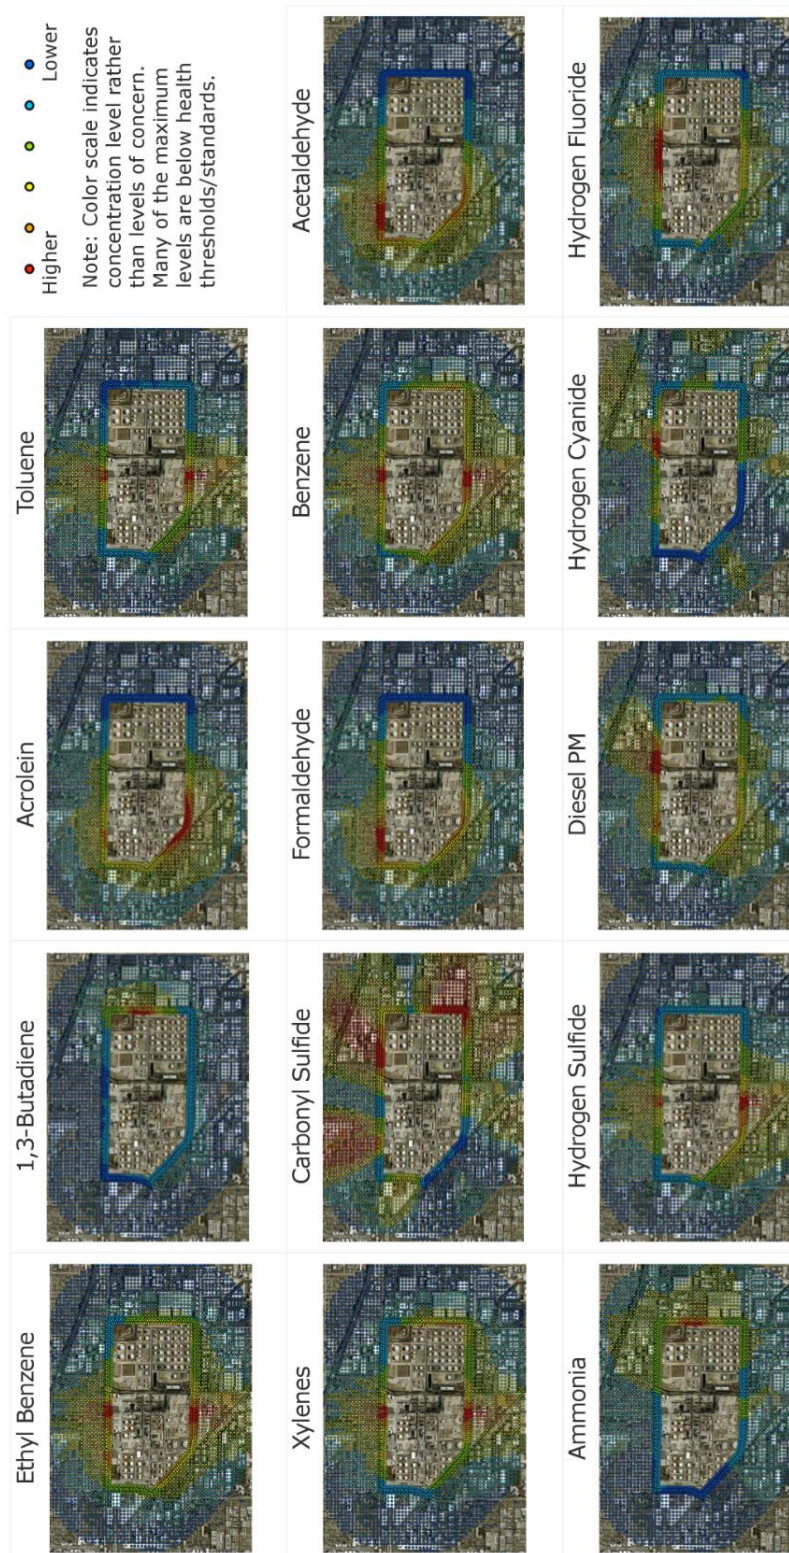 Ethyl Benzene
1,3-Butadiene
Acrolein
Toluene
Higher
Lower
Note: Color scale indicates
concentration level rather
than levels of concern.
Many of the maximum
levels are below health
thresholds/standards.
Xylenes
Carbonyl Sulfide
Formaldehyde
Benzene
Acetaldehyde
Ammonia
Hydrogen Sulfide
Diesel PM
Hydrogen Cyanide
Hydrogen Fluoride